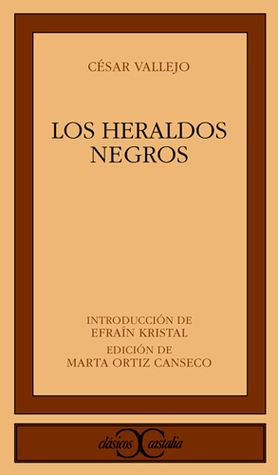 CÉSAR VALLEJO
LOS HERALDOS
NEGROS
INTRODUCCIÓN DE
EFRAÍN KRISTAL
EDICIÓN DE
MARTA ORTIZ CANSECO
clásicos castalia